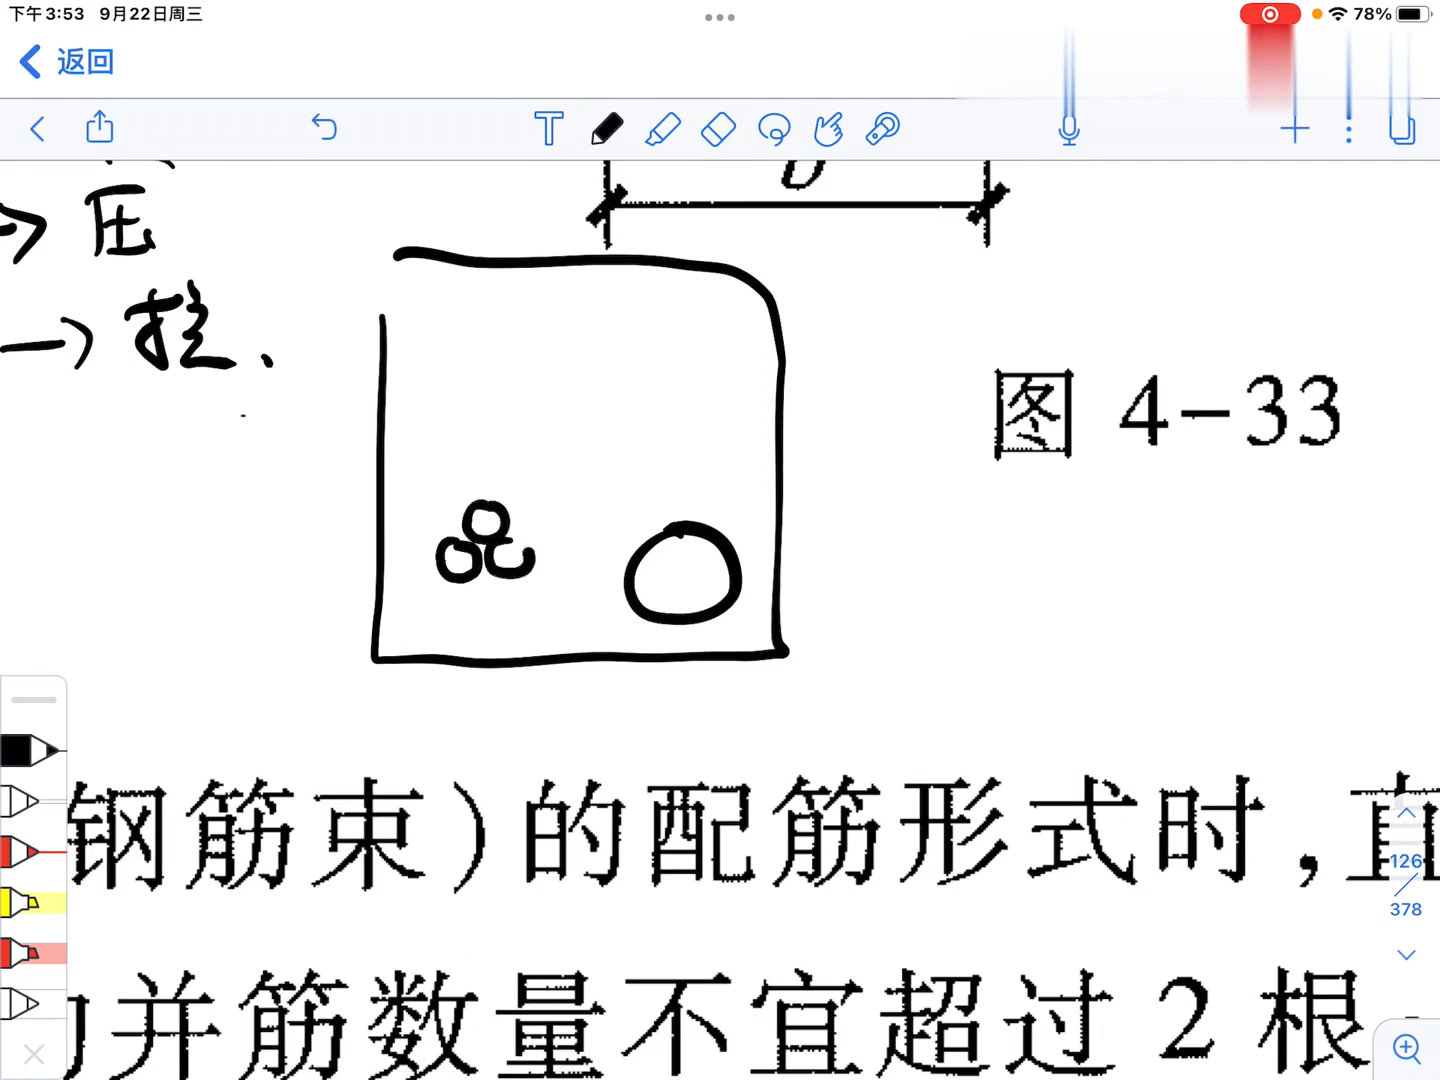 下午3:53 9月22日周三
78%
返回
b
压
拉.
图 4-33
126
378
钢筋束)的配筋形式时,直
并筋数量不宜超过 2 根